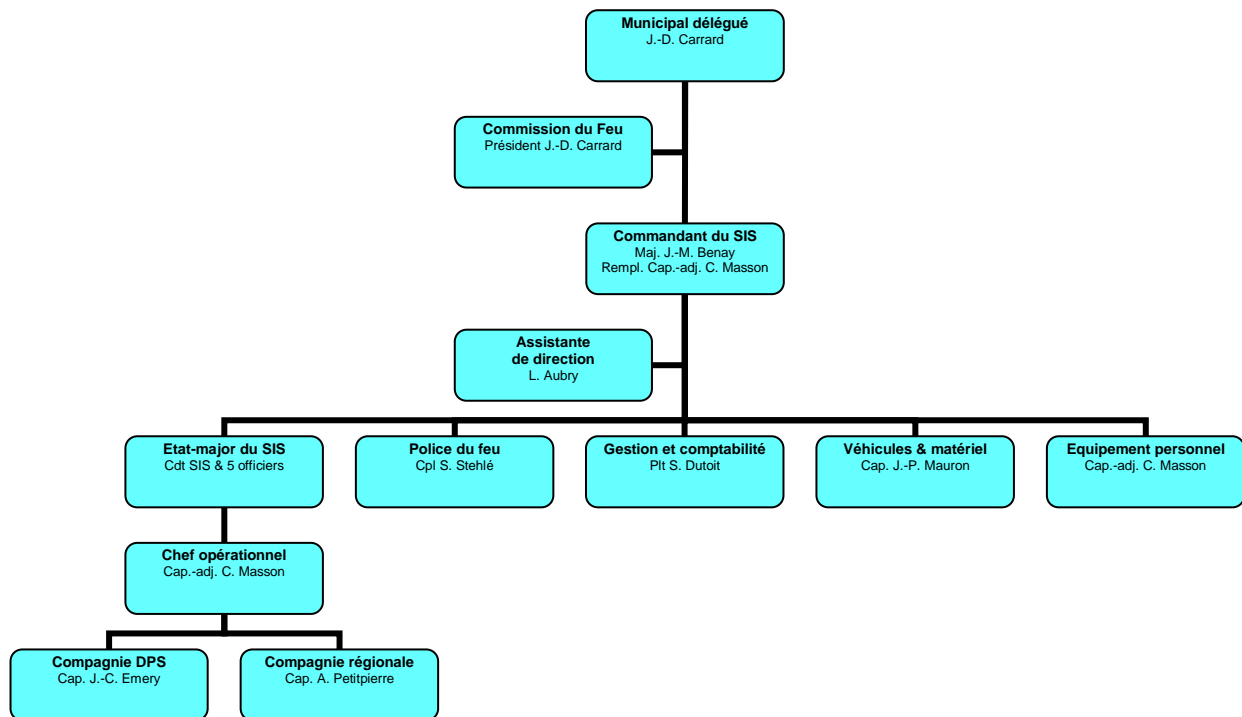 Municipal délégué
J.-D. Carrard
Commission du Feu
Président J.-D. Carrard
Commandant du SIS
Maj. J.-M. Benay
Rempl. Cap.-adj. C. Masson
Assistante
de direction
L. Aubry
Etat-major du SIS
Cdt SIS & 5 officiers
Police du feu
Cpl S. Stehlé
Gestion et comptabilité
Plt S. Dutoit
Véhicules & matériel
Cap. J.-P. Mauron
Equipement personnel
Cap.-adj. C. Masson
Chef opérationnel
Cap.-adj. C. Masson
Compagnie DPS
Cap. J.-C. Emery
Compagnie régionale
Cap. A. Petitpierre